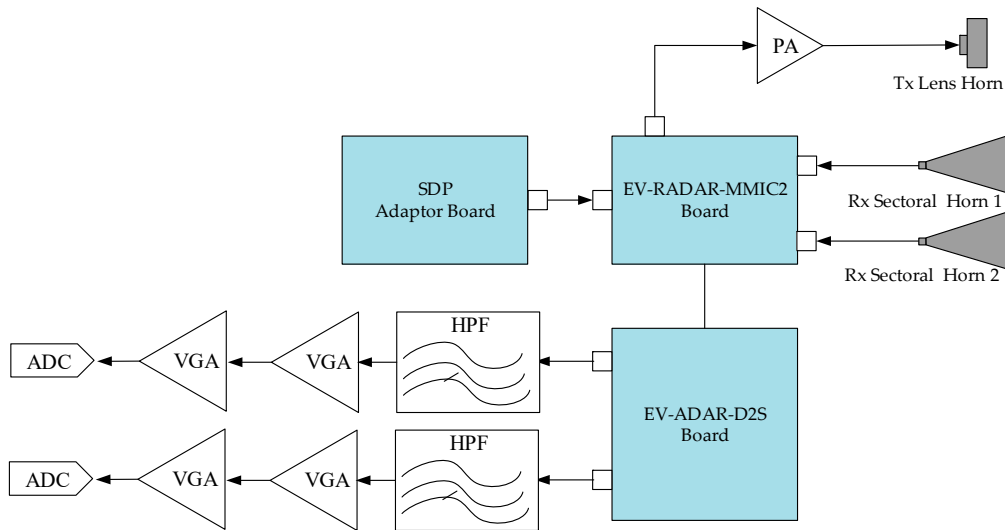 PA
Tx Lens Horn
SDP
Adaptor Board
EV-RADAR-MMIC2
Board
Rx Sectoral Horn 1
Rx Sectoral Horn 2
ADC
VGA
VGA
HPF
EV-ADAR-D2S
Board
ADC
VGA
VGA
HPF